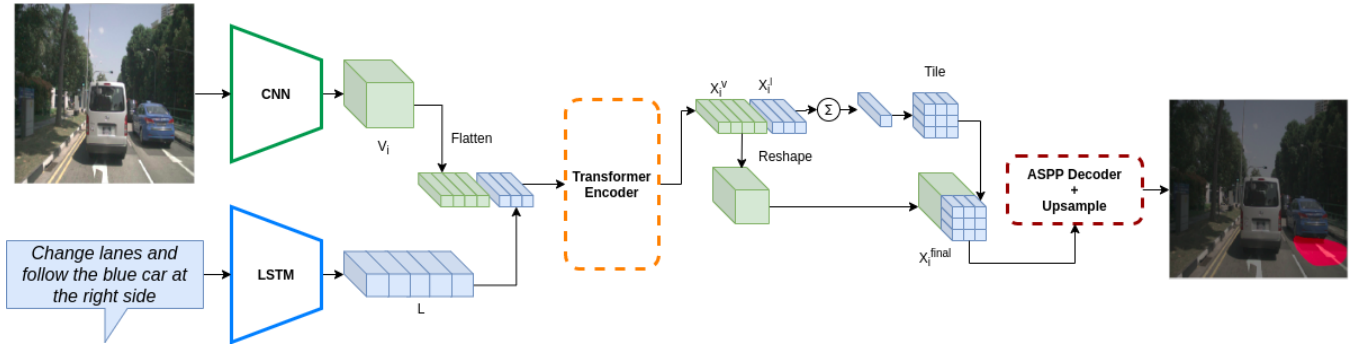 CNN
V_i
Flatten
Change lanes and
follow the blue car at
the right side
LSTM
L
Transformer
Encoder
X_i^v
X_i^l
Σ
Tile
Reshape
X_i^final
ASPP Decoder
+
Upsample